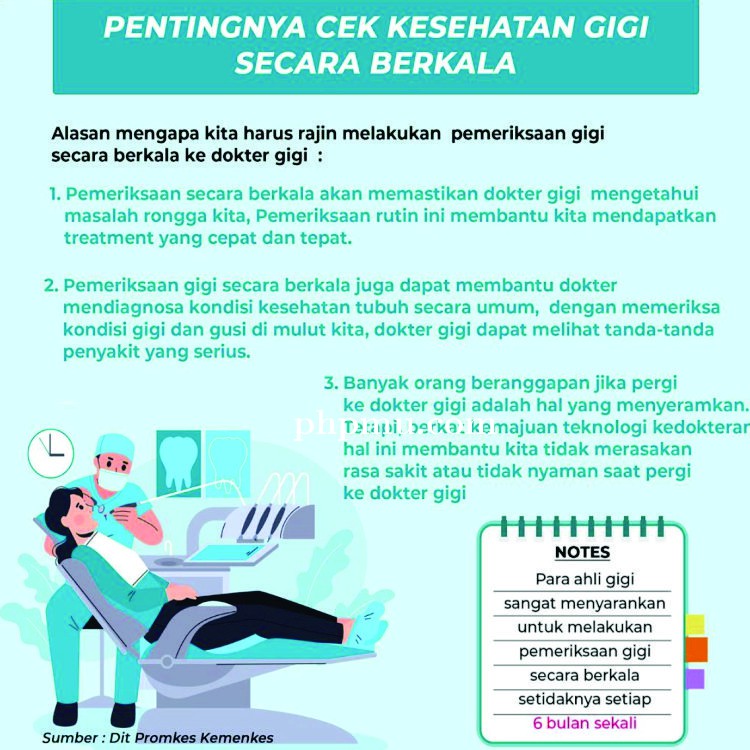 PENTINGNYA CEK KESEHATAN GIGI
SECARA BERKALA
Alasan mengapa kita harus rajin melakukan pemeriksaan gigi
secara berkala ke dokter gigi :
1. Pemeriksaan secara berkala akan memastikan dokter gigi mengetahui
masalah rongga kita, Pemeriksaan rutin ini membantu kita mendapatkan
treatment yang cepat dan tepat.
2. Pemeriksaan gigi secara berkala juga dapat membantu dokter
mendiagnosa kondisi kesehatan tubuh secara umum, dengan memeriksa
kondisi gigi dan gusi di mulut kita, dokter gigi dapat melihat tanda-tanda
penyakit yang serius.
3. Banyak orang beranggapan jika pergi
ke dokter gigi adalah hal yang menyeramkan.
majuan teknologi kedokteran
hal ini membantu kita tidak merasakan
rasa sakit atau tidak nyaman saat pergi
ke dokter gigi
NOTES
Para ahli gigi
sangat menyarankan
untuk melakukan
pemeriksaan gigi
secara berkala
setidaknya setiap
6 bulan sekali
Sumber : Dit Promkes Kemenkes